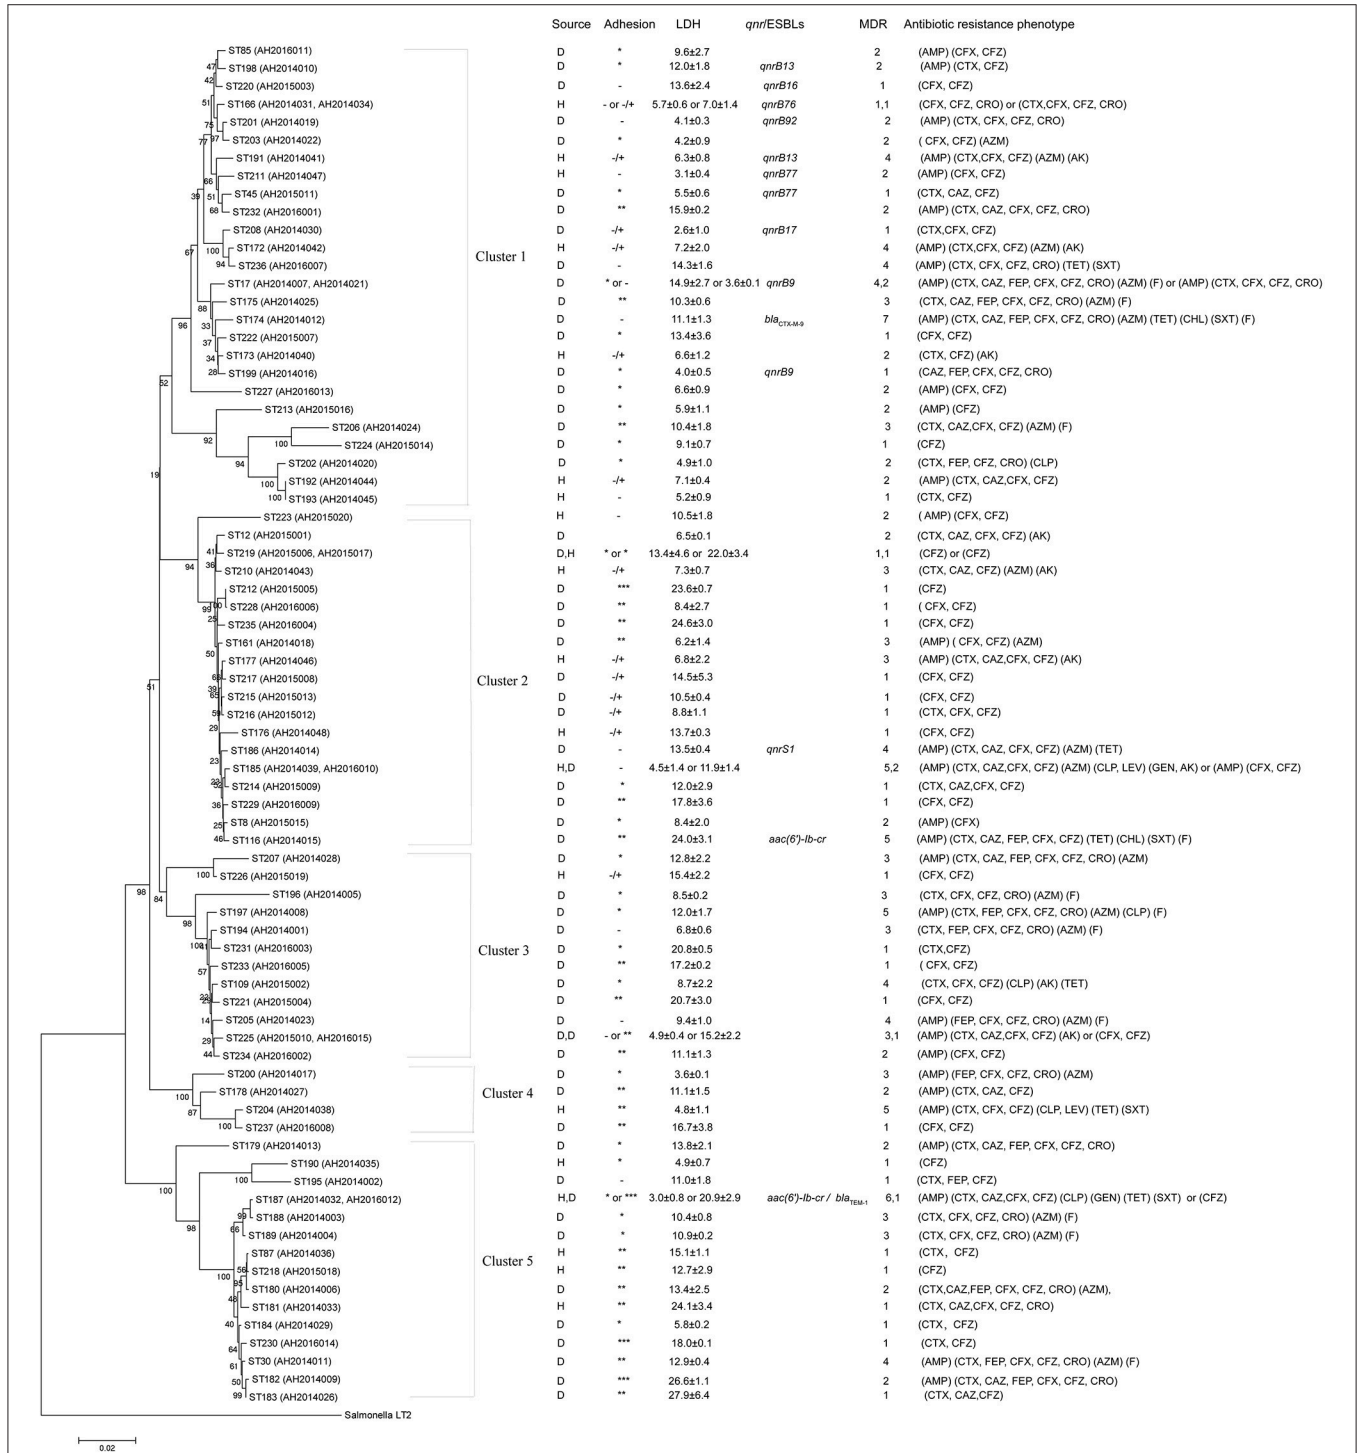 Source Adhesion LDH qnr/ESBLs MDR Antibiotic resistance phenotype
ST85 (AH2016011) D * 9.6±2.7 2 (AMP) (CFX, CFZ)
ST198 (AH2014010) D * 12.0±1.8 qnrB13 2 (AMP) (CTX, CFZ)
ST220 (AH2015003) D - 13.6±2.4 qnrB16 1 (CFX, CFZ)
ST166 (AH2014031, AH2014034) H - or -/+ 5.7±0.6 or 7.0±1.4 qnrB76 1,1 (CFX, CFZ, CRO) or (CTX,CFX, CFZ, CRO)
ST201 (AH2014019) D - 4.1±0.3 qnrB92 2 (AMP) (CTX, CFX, CFZ, CRO)
ST203 (AH2014022) D * 4.2±0.9 2 ( CFX, CFZ) (AZM)
ST191 (AH2014041) H -/+ 6.3±0.8 qnrB13 4 (AMP) (CTX,CFX, CFZ) (AZM) (AK)
ST211 (AH2014047) H - 3.1±0.4 qnrB77 2 (AMP) (CFX, CFZ)
ST45 (AH2015011) D * 5.5±0.6 qnrB77 1 (CTX, CAZ, CFZ)
ST232 (AH2016001) D ** 15.9±0.2 2 (AMP) (CTX, CAZ, CFX, CFZ, CRO)
ST208 (AH2014030) D -/+ 2.6±1.0 qnrB17 1 (CTX,CFX, CFZ)
ST172 (AH2014042) H -/+ 7.2±2.0 4 (AMP) (CTX,CFX, CFZ) (AZM) (AK)
Cluster 1
ST236 (AH2016007) D - 14.3±1.6 4 (AMP) (CTX, CFX, CFZ, CRO) (TET) (SXT)
ST17 (AH2014007, AH2014021) D * or - 14.9±2.7 or 3.6±0.1 qnrB9 4,2 (AMP) (CTX, CAZ, FEP, CFX, CFZ, CRO) (AZM) (F) or (AMP) (CTX, CFX, CFZ, CRO)
ST175 (AH2014025) D ** 10.3±0.6 3 (CTX, CAZ, FEP, CFX, CFZ, CRO) (AZM) (F)
ST174 (AH2014012) D - 11.1±1.3 blaCTX-M-9 7 (AMP) (CTX, CAZ, FEP, CFX, CFZ, CRO) (AZM) (TET) (CHL) (SXT) (F)
ST222 (AH2015007) D * 13.4±3.6 1 (CFX, CFZ)
ST173 (AH2014040) H -/+ 6.6±1.2 2 (CTX, CFZ) (AK)
ST199 (AH2014016) D * 4.0±0.5 qnrB9 1 (CAZ, FEP, CFX, CFZ, CRO)
ST227 (AH2016013) D * 6.6±0.9 2 (AMP) (CFX, CFZ)
ST213 (AH2015016) D * 5.9±1.1 2 (AMP) (CFZ)
ST206 (AH2014024) D ** 10.4±1.8 3 (CTX, CAZ,CFX, CFZ) (AZM) (F)
ST224 (AH2015014) D * 9.1±0.7 1 (CFZ)
ST202 (AH2014020) D * 4.9±1.0 2 (CTX, FEP, CFZ, CRO) (CLP)
ST192 (AH2014044) H -/+ 7.1±0.4 2 (AMP) (CTX, CAZ,CFX, CFZ)
ST193 (AH2014045) H - 5.2±0.9 1 (CTX, CFZ)
ST223 (AH2015020) H - 10.5±1.8 2 ( AMP) (CFX, CFZ)
ST12 (AH2015001) D 6.5±0.1 2 (CTX, CAZ, CFX, CFZ) (AK)
ST219 (AH2015006, AH2015017) D,H * or * 13.4±4.6 or 22.0±3.4 1,1 (CFZ) or (CFZ)
ST210 (AH2014043) H -/+ 7.3±0.7 3 (CTX, CAZ, CFZ) (AZM) (AK)
ST212 (AH2015005) D *** 23.6±0.7 1 (CFZ)
ST228 (AH2016006) D ** 8.4±2.7 1 ( CFX, CFZ)
ST235 (AH2016004) D ** 24.6±3.0 1 (CFX, CFZ)
ST161 (AH2014018) D ** 6.2±1.4 3 (AMP) ( CFX, CFZ) (AZM)
ST177 (AH2014046) H -/+ 6.8±2.2 3 (AMP) (CTX, CAZ,CFX, CFZ) (AK)
ST217 (AH2015008) D -/+ 14.5±5.3 1 (CFX, CFZ)
Cluster 2
ST215 (AH2015013) D -/+ 10.5±0.4 1 (CFX, CFZ)
ST216 (AH2015012) D -/+ 8.8±1.1 1 (CTX, CFX, CFZ)
ST176 (AH2014048) H -/+ 13.7±0.3 1 (CFX, CFZ)
ST186 (AH2014014) D - 13.5±0.4 qnrS1 4 (AMP) (CTX, CAZ, CFX, CFZ) (AZM) (TET)
ST185 (AH2014039, AH2016010) H,D - 4.5±1.4 or 11.9±1.4 5,2 (AMP) (CTX, CAZ,CFX, CFZ) (AZM) (CLP, LEV) (GEN, AK) or (AMP) (CFX, CFZ)
ST214 (AH2015009) D * 12.0±2.9 1 (CTX, CAZ,CFX, CFZ)
ST229 (AH2016009) D ** 17.8±3.6 1 (CFX, CFZ)
ST8 (AH2015015) D * 8.4±2.0 2 (AMP) (CFX)
ST116 (AH2014015) D ** 24.0±3.1 aac(6')-Ib-cr 5 (AMP) (CTX, CAZ, FEP, CFX, CFZ) (TET) (CHL) (SXT) (F)
ST207 (AH2014028) D * 12.8±2.2 3 (AMP) (CTX, CAZ, FEP, CFX, CFZ, CRO) (AZM)
ST226 (AH2015019) H -/+ 15.4±2.2 1 (CFX, CFZ)
ST196 (AH2014005) D * 8.5±0.2 3 (CTX, CFX, CFZ, CRO) (AZM) (F)
ST197 (AH2014008) D * 12.0±1.7 5 (AMP) (CTX, FEP, CFX, CFZ, CRO) (AZM) (CLP) (F)
ST194 (AH2014001) D - 6.8±0.6 3 (CTX, FEP, CFX, CFZ, CRO) (AZM) (F)
ST231 (AH2016003) D * 20.8±0.5 1 (CTX,CFZ)
Cluster 3
ST233 (AH2016005) D ** 17.2±0.2 1 ( CFX, CFZ)
ST109 (AH2015002) D * 8.7±2.2 4 (CTX, CFX, CFZ) (CLP) (AK) (TET)
ST221 (AH2015004) D ** 20.7±3.0 1 (CFX, CFZ)
ST205 (AH2014023) D - 9.4±1.0 4 (AMP) (FEP, CFX, CFZ, CRO) (AZM) (F)
ST225 (AH2015010, AH2016015) D,D - or ** 4.9±0.4 or 15.2±2.2 3,1 (AMP) (CTX, CAZ,CFX, CFZ) (AK) or (CFX, CFZ)
ST234 (AH2016002) D ** 11.1±1.3 2 (AMP) (CFX, CFZ)
ST200 (AH2014017) D * 3.6±0.1 3 (AMP) (FEP, CFX, CFZ, CRO) (AZM)
ST178 (AH2014027) D ** 11.1±1.5 2 (AMP) (CTX, CAZ, CFZ)
Cluster 4
ST204 (AH2014038) H ** 4.8±1.1 5 (AMP) (CTX, CFX, CFZ) (CLP, LEV) (TET) (SXT)
ST237 (AH2016008) D ** 16.7±3.8 1 (CFX, CFZ)
ST179 (AH2014013) D * 13.8±2.1 2 (AMP) (CTX, CAZ, FEP, CFX, CFZ, CRO)
ST190 (AH2014035) H * 4.9±0.7 1 (CFZ)
ST195 (AH2014002) D - 11.0±1.8 1 (CTX, FEP, CFZ)
ST187 (AH2014032, AH2016012) H,D * or *** 3.0±0.8 or 20.9±2.9 aac(6')-Ib-cr / blaTEM-1 6,1 (AMP) (CTX, CAZ,CFX, CFZ) (CLP) (GEN) (TET) (SXT) or (CFZ)
ST188 (AH2014003) D * 10.4±0.8 3 (CTX, CFX, CFZ, CRO) (AZM) (F)
ST189 (AH2014004) D * 10.9±0.2 3 (CTX, CFX, CFZ, CRO) (AZM) (F)
Cluster 5
ST87 (AH2014036) H ** 15.1±1.1 1 (CTX, CFZ)
ST218 (AH2015018) H ** 12.7±2.9 1 (CFZ)
ST180 (AH2014006) D ** 13.4±2.5 2 (CTX,CAZ,FEP, CFX, CFZ, CRO) (AZM),
ST181 (AH2014033) H ** 24.1±3.4 1 (CTX, CAZ,CFX, CFZ, CRO)
ST184 (AH2014029) D * 5.8±0.2 1 (CTX, CFZ)
ST230 (AH2016014) D *** 18.0±0.1 1 (CTX, CFZ)
ST30 (AH2014011) D ** 12.9±0.4 4 (AMP) (CTX, FEP, CFX, CFZ, CRO) (AZM) (F)
ST182 (AH2014009) D *** 26.6±1.1 2 (AMP) (CTX, CAZ, FEP, CFX, CFZ, CRO)
ST183 (AH2014026) D ** 27.9±6.4 1 (CTX, CAZ,CFZ)
Salmonella LT2
0.02